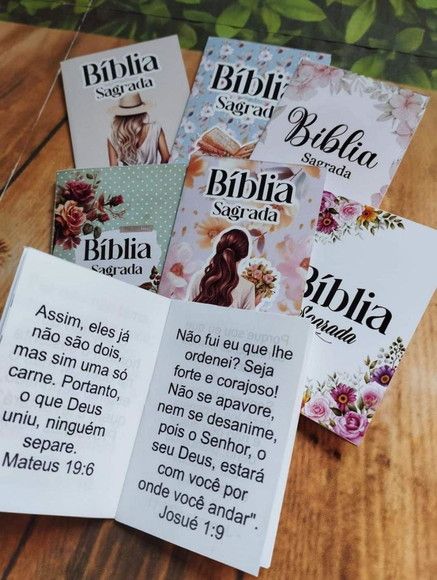 Bíblia
Sagrada
Bíblia
Sagrada
Bíblia
Sagrada
Bíblia
Sagrada
Bíblia
Sagrada
Bíblia
Sagrada
Assim, eles já
não são dois,
mas sim uma só
carne. Portanto,
o que Deus
uniu, ninguém
separe.
Mateus 19:6
Não fui eu que lhe
ordenei? Seja
forte e corajoso!
Não se apavore,
nem se desanime,
pois o Senhor, o
seu Deus, estará
com você por
onde você andar".
Josué 1:9